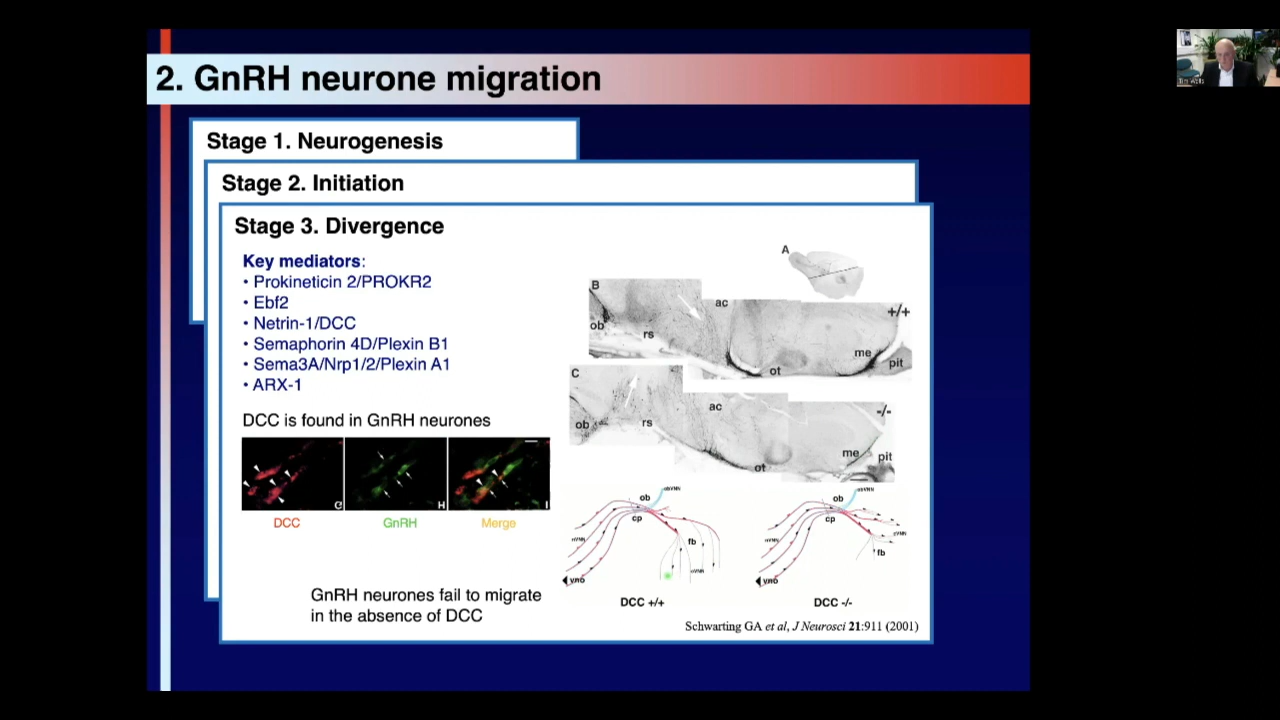 2. GnRH neurone migration
Stage 1. Neurogenesis
Stage 2. Initiation
Stage 3. Divergence
Key mediators:
• Prokineticin 2/PROKR2
• Ebf2
• Netrin-1/DCC
• Semaphorin 4D/Plexin B1
• Sema3A/Nrp1/2/Plexin A1
• ARX-1
DCC is found in GnRH neurones
G
H
I
DCC
GnRH
Merge
GnRH neurones fail to migrate
in the absence of DCC
A
B
ac
+/+
ob
rs
me
pit
ot
C
ac
-/-
ob
rs
me
pit
ot
ob
cp
fb
vno
DCC +/+
ob
cp
fb
vno
DCC -/-
Schwarting GA et al, J Neurosci 21:911 (2001)
Tim Wells